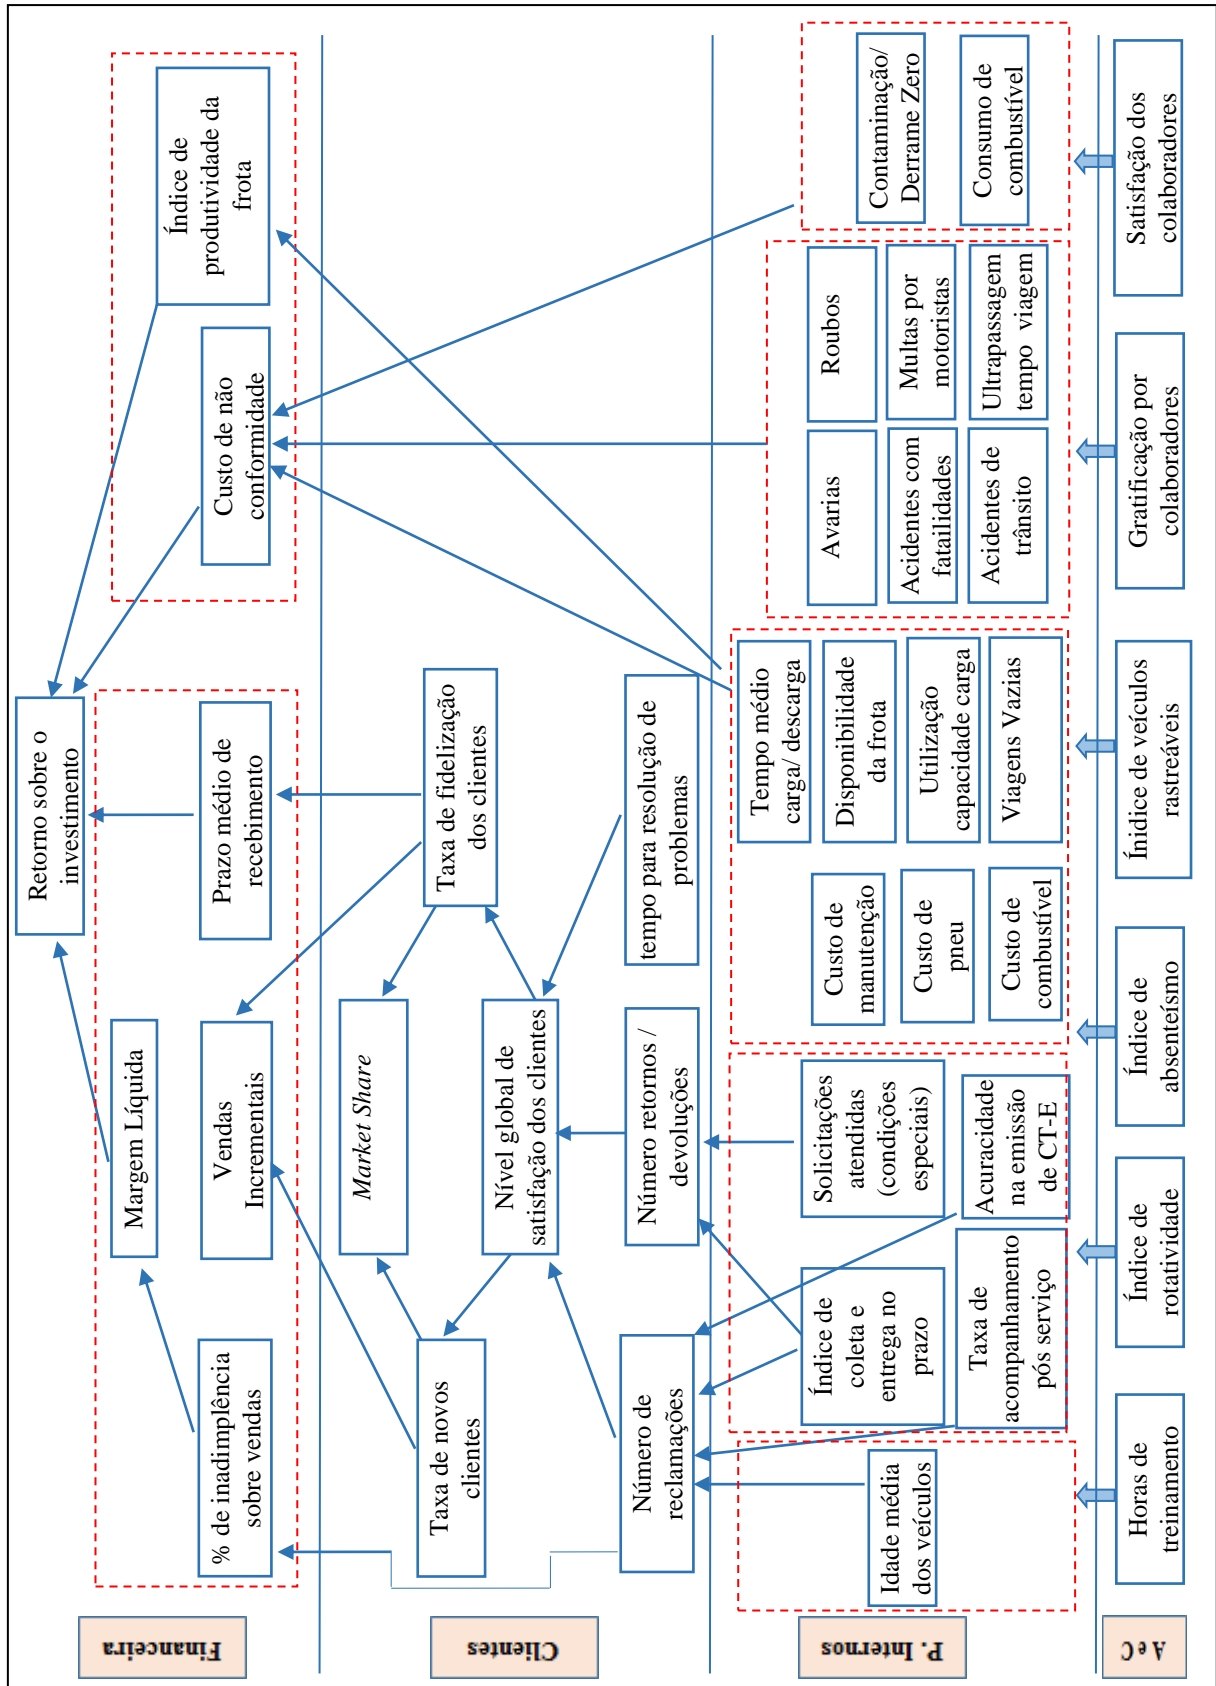 Financeira
Retorno sobre o
investimento
Margem Líquida
% de inadimplência
sobre vendas
Vendas
Incrementais
Prazo médio de
recebimento
Custo de não
conformidade
Índice de
produtividade da
frota
Clientes
Market Share
Taxa de novos
clientes
Taxa de fidelização
dos clientes
Nível global de
satisfação dos clientes
Número de
reclamações
Número retornos /
devoluções
tempo para resolução de
problemas
P. Internos
Idade média
dos veículos
Índice de
coleta e
entrega no
prazo
Solicitações
atendidas
(condições
especiais)
Taxa de
acompanhamento
pós serviço
Acuracidade
na emissão
de CT-E
Custo de
manutenção
Custo de
pneu
Custo de
combustível
Tempo médio
carga/ descarga
Disponibilidade
da frota
Utilização
capacidade carga
Viagens Vazias
Avarias
Roubos
Acidentes com
fatailidades
Multas por
motoristas
Acidentes de
trânsito
Ultrapassagem
tempo viagem
Contaminação/
Derrame Zero
Consumo de
combustível
A e C
Horas de
treinamento
Índice de
rotatividade
Índice de
absenteísmo
Ínidice de veículos
rastreáveis
Gratificação por
colaboradores
Satisfação dos
colaboradores